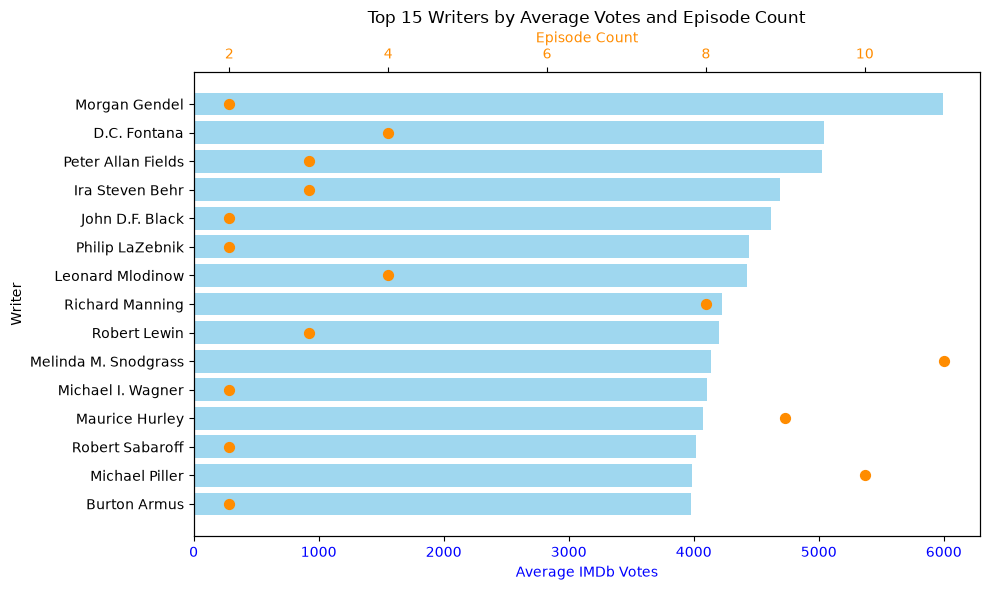 Top 15 Writers by Average Votes and Episode Count
Episode Count
2 4 6 8 10
Morgan Gendel
D.C. Fontana
Peter Allan Fields
Ira Steven Behr
John D.F. Black
Philip LaZebnik
Leonard Mlodinow
Richard Manning
Robert Lewin
Melinda M. Snodgrass
Michael I. Wagner
Maurice Hurley
Robert Sabaroff
Michael Piller
Burton Armus
Writer
0 1000 2000 3000 4000 5000 6000
Average IMDb Votes